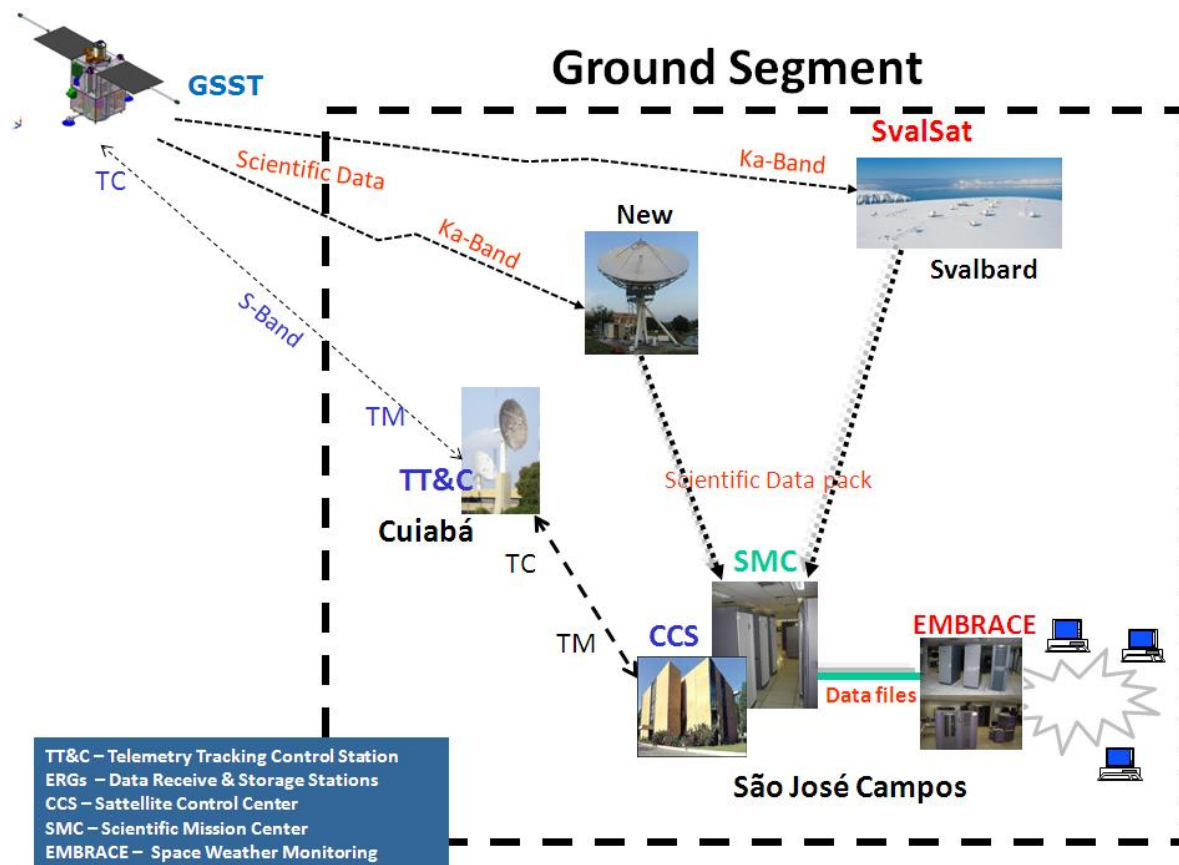 Ground Segment
GSST
SvalSat
Ka-Band
Scientific Data
TC
New
Ka-Band
Svalbard
S-Band
TM
TT&C
Cuiabá
Scientific Data pack
TC
SMC
TM
CCS
EMBRACE
Data files
São José Campos
TT&C – Telemetry Tracking Control Station
ERGs – Data Receive & Storage Stations
CCS – Sattellite Control Center
SMC – Scientific Mission Center
EMBRACE – Space Weather Monitoring